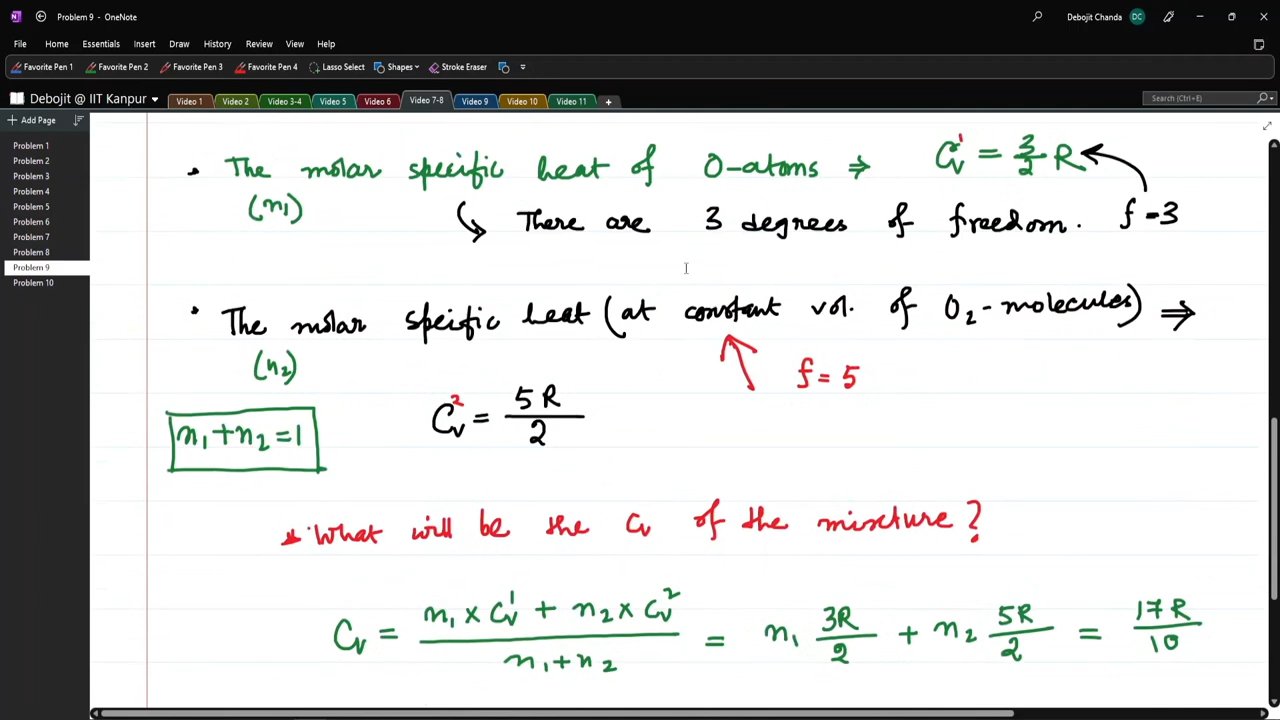 Problem 9 - OneNote
Debojit Chanda DC
File Home Essentials Insert Draw History Review View Help
Favorite Pen 1 Favorite Pen 2 Favorite Pen 3 Favorite Pen 4 Lasso Select Shapes Stroke Eraser
Debojit @ IIT Kanpur Video 1 Video 2 Video 3-4 Video 5 Video 6 Video 7-8 Video 9 Video 10 Video 11 + Search (Ctrl+E)
+ Add Page
Problem 1
Problem 2
Problem 3
Problem 4
Problem 5
Problem 6
Problem 7
Problem 8
Problem 9
Problem 10
• The molar specific heat of O-atoms ⇒ Cv¹ = 3/2 R
(n₁)
↳ There are 3 degrees of freedom. f = 3
• The molar speific heat (at constant vol. of O₂-molecules) ⇒
(n₂)
f = 5
Cv² = 5R/2
n₁ + n₂ = 1
* What will be the Cv of the mixture?
Cv = (n₁ × Cv¹ + n₂ × Cv²)/(n₁ + n₂) = n₁ 3R/2 + n₂ 5R/2 = 17R/10